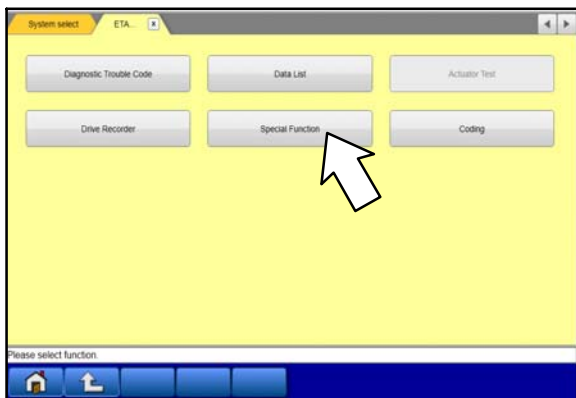 System select
ETA...
x
Diagnostic Trouble Code
Data List
Actuator Test
Drive Recorder
Special Function
Coding
Please select function.